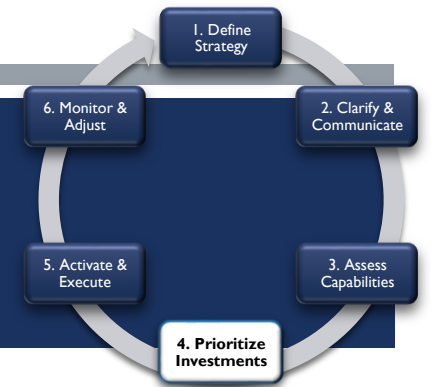 1. Define
Strategy
2. Clarify &
Communicate
3. Assess
Capabilities
4. Prioritize
Investments
5. Activate &
Execute
6. Monitor &
Adjust